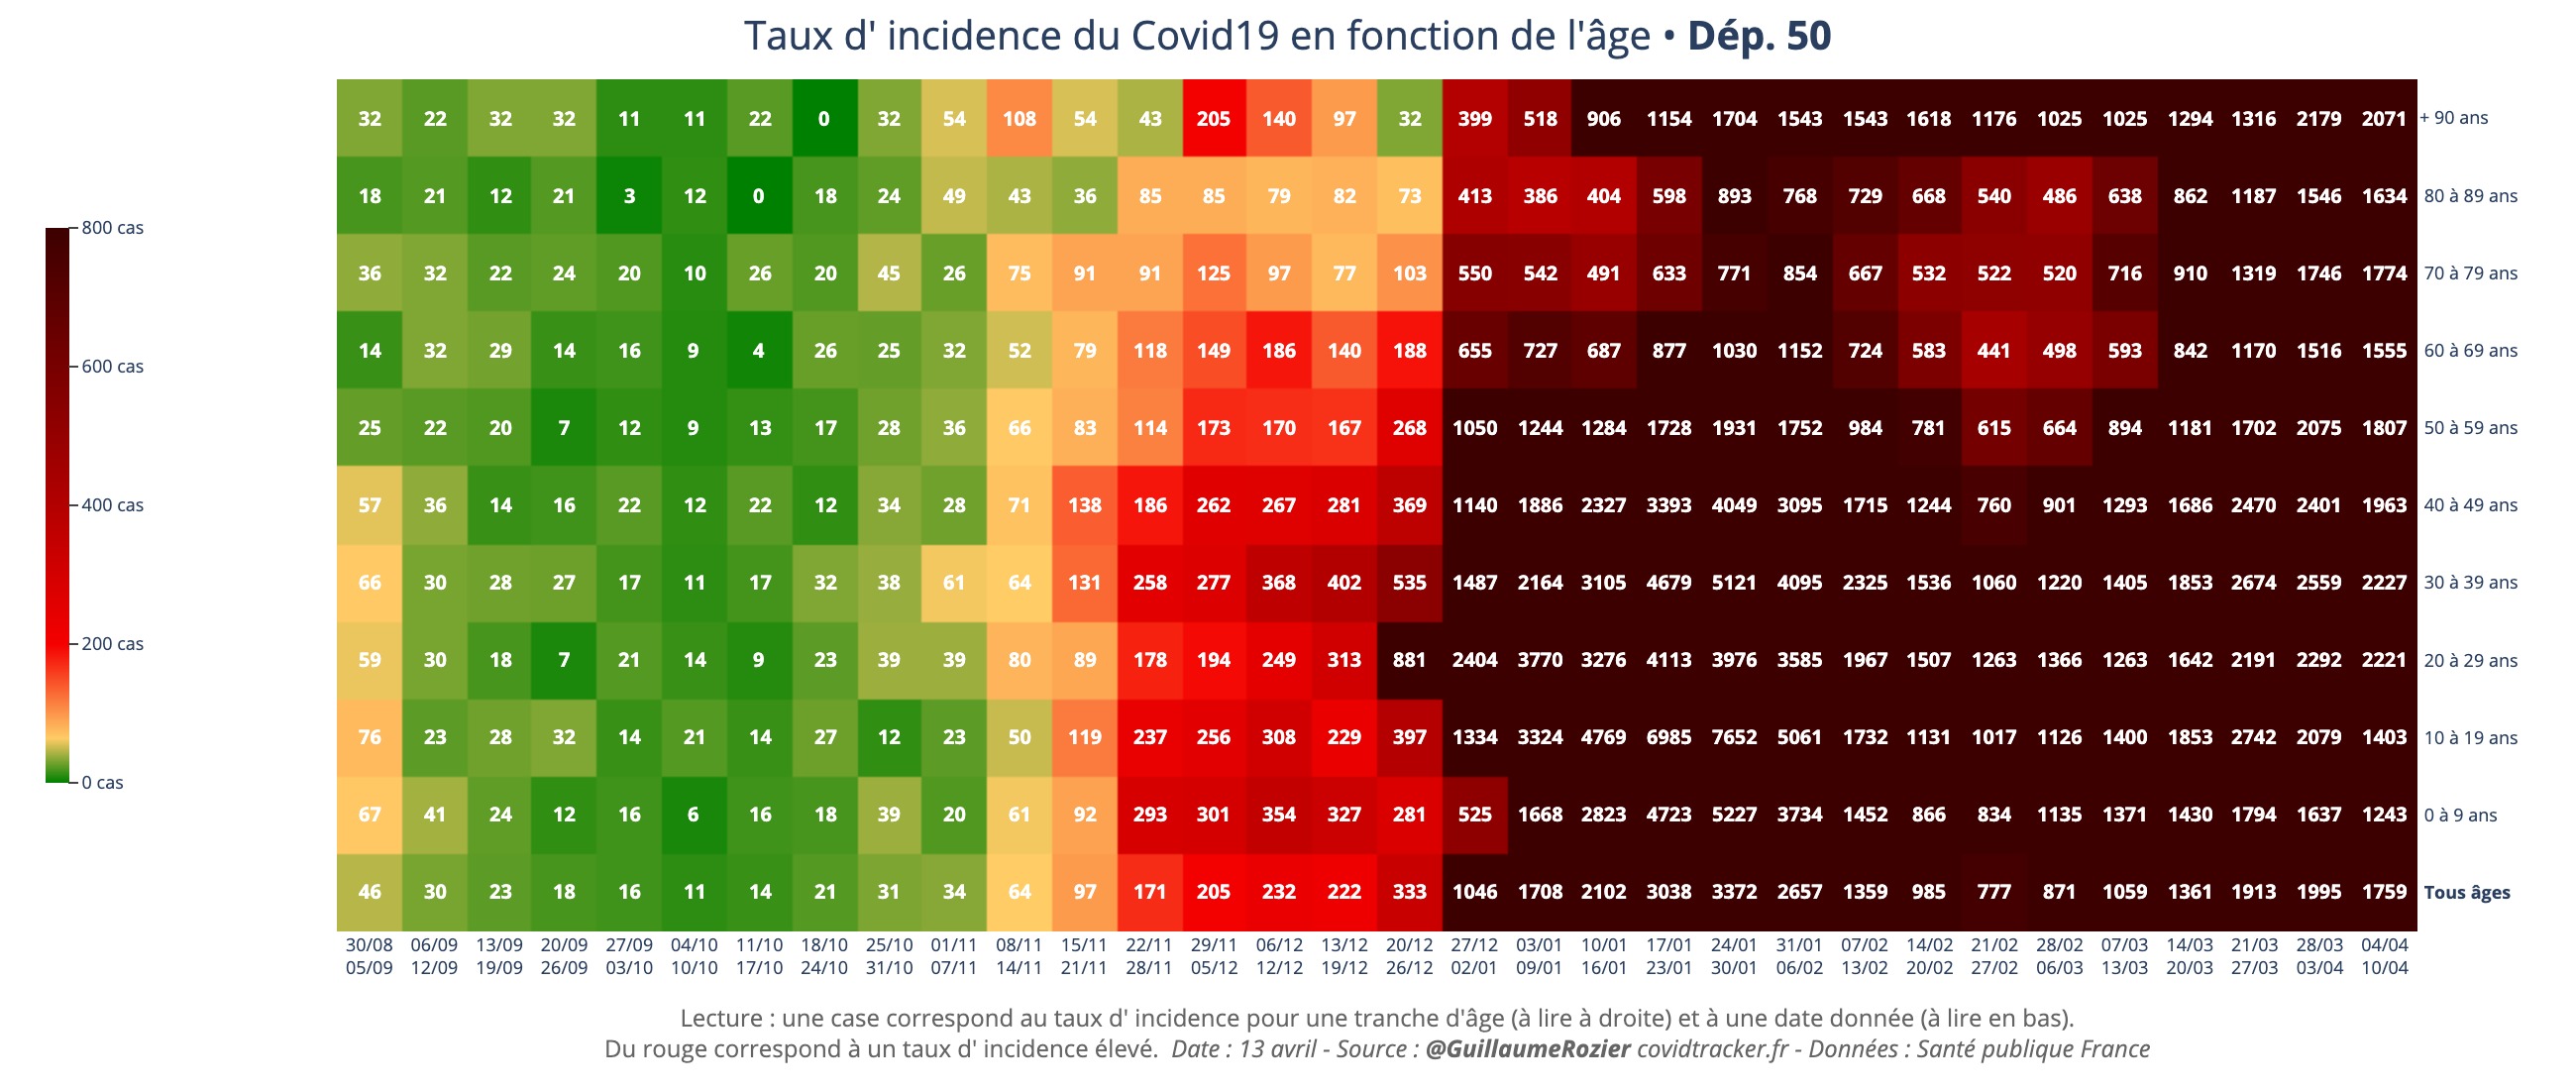 Taux d' incidence du Covid19 en fonction de l'âge • Dép. 50
32 22 32 32 11 11 22 0 32 54 108 54 43 205 140 97 32 399 518 906 1154 1704 1543 1543 1618 1176 1025 1025 1294 1316 2179 2071 + 90 ans
18 21 12 21 3 12 0 18 24 49 43 36 85 85 79 82 73 413 386 404 598 893 768 729 668 540 486 638 862 1187 1546 1634 80 à 89 ans
800 cas
36 32 22 24 20 10 26 20 45 26 75 91 91 125 97 77 103 550 542 491 633 771 854 667 532 522 520 716 910 1319 1746 1774 70 à 79 ans
14 32 29 14 16 9 4 26 25 32 52 79 118 149 186 140 188 655 727 687 877 1030 1152 724 583 441 498 593 842 1170 1516 1555 60 à 69 ans
600 cas
25 22 20 7 12 9 13 17 28 36 66 83 114 173 170 167 268 1050 1244 1284 1728 1931 1752 984 781 615 664 894 1181 1702 2075 1807 50 à 59 ans
400 cas
57 36 14 16 22 12 22 12 34 28 71 138 186 262 267 281 369 1140 1886 2327 3393 4049 3095 1715 1244 760 901 1293 1686 2470 2401 1963 40 à 49 ans
66 30 28 27 17 11 17 32 38 61 64 131 258 277 368 402 535 1487 2164 3105 4679 5121 4095 2325 1536 1060 1220 1405 1853 2674 2559 2227 30 à 39 ans
200 cas
59 30 18 7 21 14 9 23 39 39 80 89 178 194 249 313 881 2404 3770 3276 4113 3976 3585 1967 1507 1263 1366 1263 1642 2191 2292 2221 20 à 29 ans
76 23 28 32 14 21 14 27 12 23 50 119 237 256 308 229 397 1334 3324 4769 6985 7652 5061 1732 1131 1017 1126 1400 1853 2742 2079 1403 10 à 19 ans
0 cas
67 41 24 12 16 6 16 18 39 20 61 92 293 301 354 327 281 525 1668 2823 4723 5227 3734 1452 866 834 1135 1371 1430 1794 1637 1243 0 à 9 ans
46 30 23 18 16 11 14 21 31 34 64 97 171 205 232 222 333 1046 1708 2102 3038 3372 2657 1359 985 777 871 1059 1361 1913 1995 1759 Tous âges
30/08 06/09 13/09 20/09 27/09 04/10 11/10 18/10 25/10 01/11 08/11 15/11 22/11 29/11 06/12 13/12 20/12 27/12 03/01 10/01 17/01 24/01 31/01 07/02 14/02 21/02 28/02 07/03 14/03 21/03 28/03 04/04
05/09 12/09 19/09 26/09 03/10 10/10 17/10 24/10 31/10 07/11 14/11 21/11 28/11 05/12 12/12 19/12 26/12 02/01 09/01 16/01 23/01 30/01 06/02 13/02 20/02 27/02 06/03 13/03 20/03 27/03 03/04 10/04
Lecture : une case correspond au taux d' incidence pour une tranche d'âge (à lire à droite) et à une date donnée (à lire en bas).
Du rouge correspond à un taux d' incidence élevé. Date : 13 avril - Source : @GuillaumeRozier covidtracker.fr - Données : Santé publique France